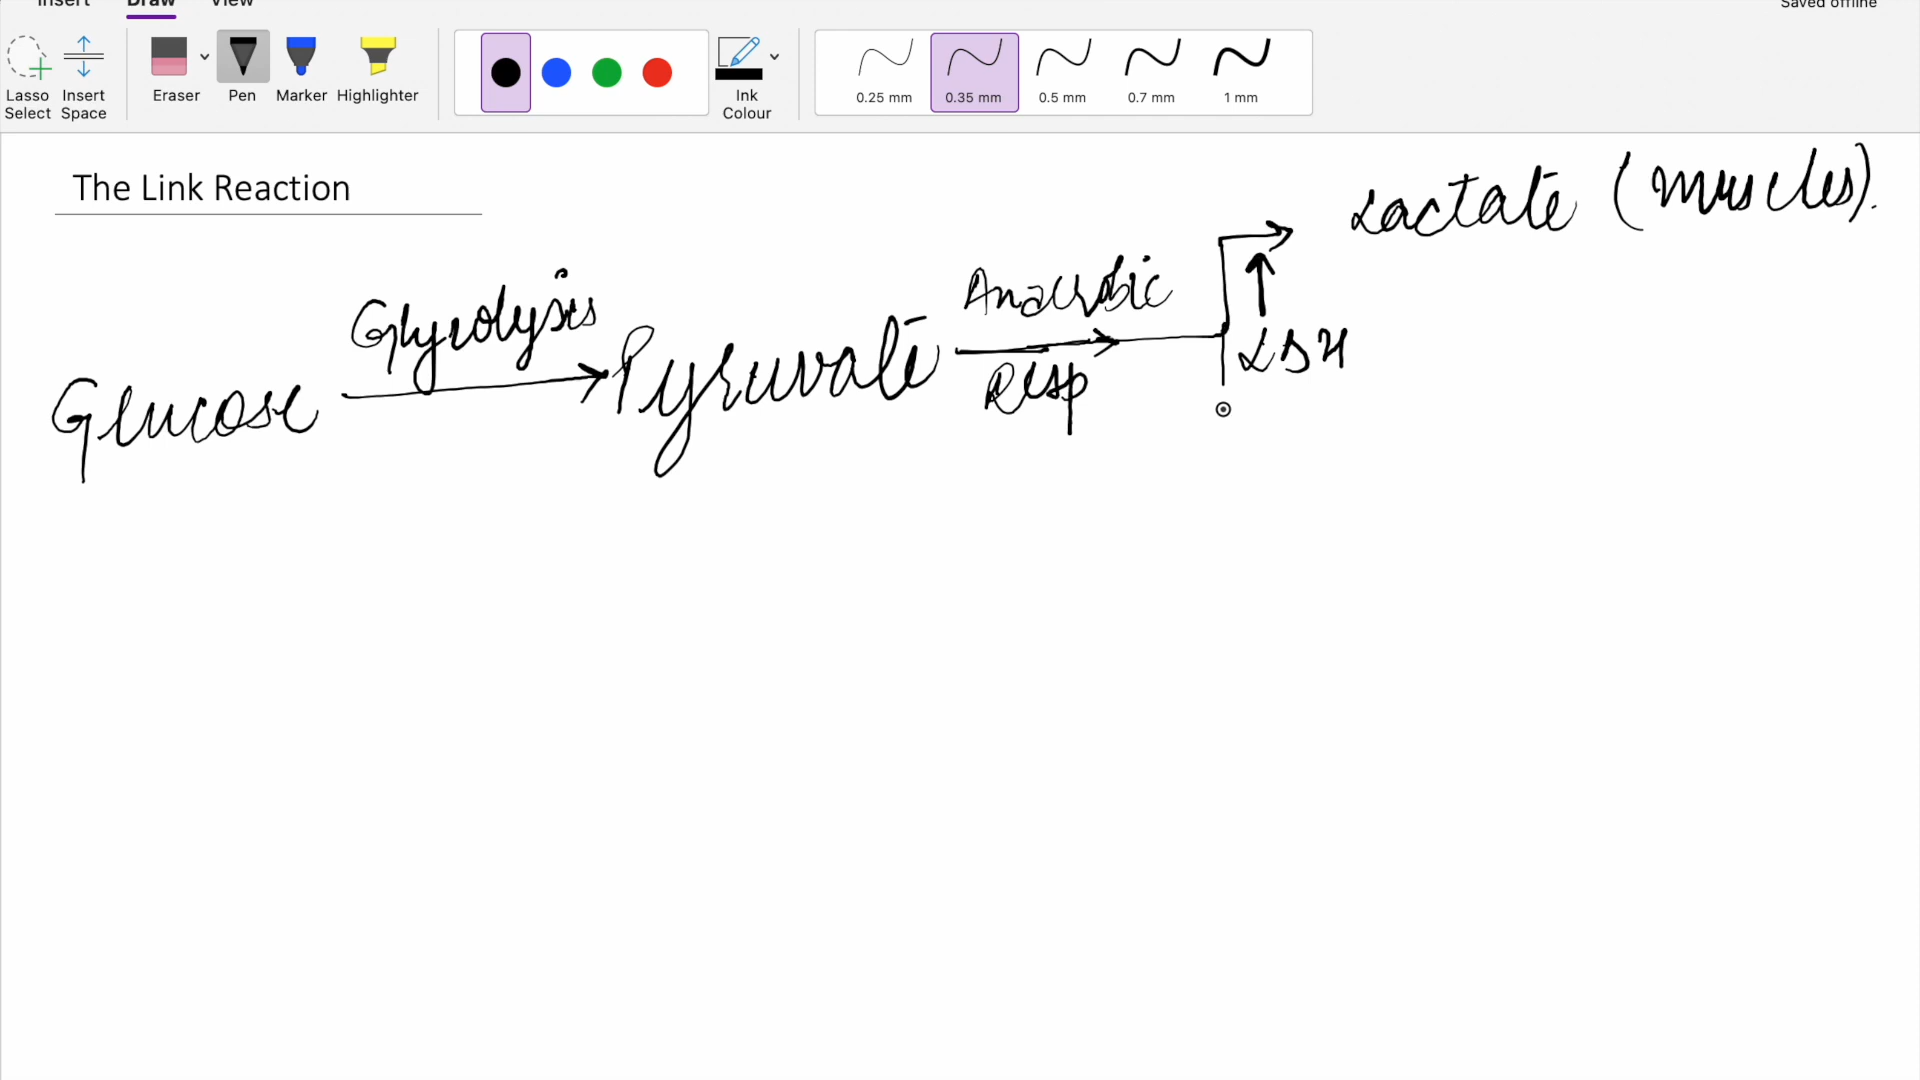 Insert Draw View Saved offline
Lasso Select Insert Space Eraser Pen Marker Highlighter Ink Colour 0.25 mm 0.35 mm 0.5 mm 0.7 mm 1 mm
The Link Reaction
Lactate (muscles).
Glycolysis Anaerobic
Glucose Pyruvate Resp LDH